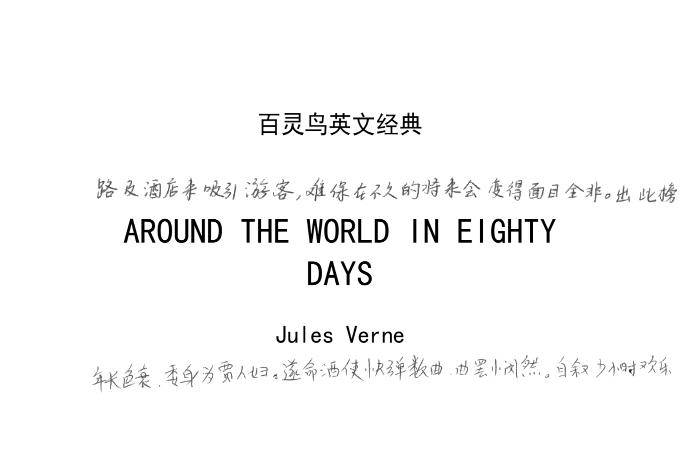 百灵鸟英文经典
路及酒店来吸引游客,难保在不久的将来会变得面目全非。出此榜
AROUND THE WORLD IN EIGHTY
DAYS
Jules Verne
年长色衰,委身为贾人妇。遂命酒使快弹数曲,曲罢悯然。自叙少小时欢乐